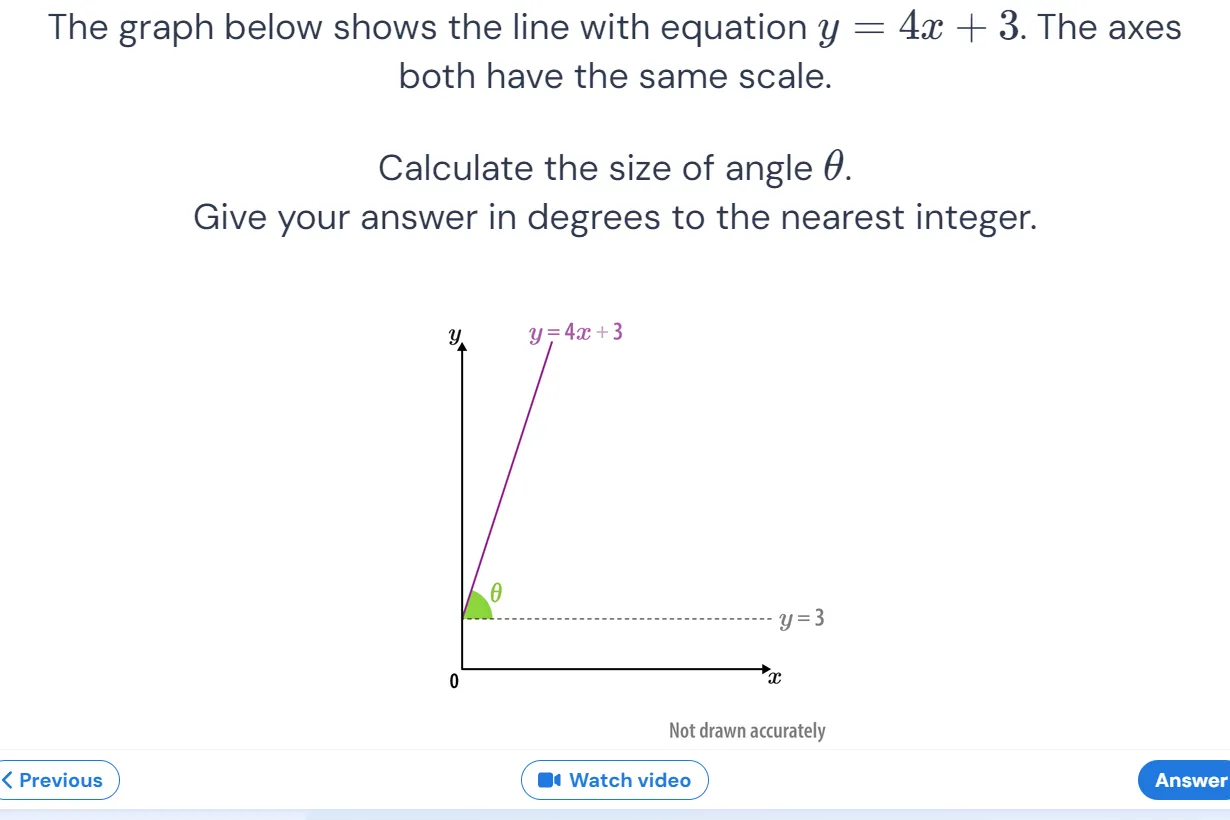 The graph below shows the line with equation y = 4x + 3. The axes
both have the same scale.
Calculate the size of angle θ.
Give your answer in degrees to the nearest integer.
y
y = 4x + 3
θ
y = 3
0
x
Not drawn accurately
Previous
Watch video
Answer